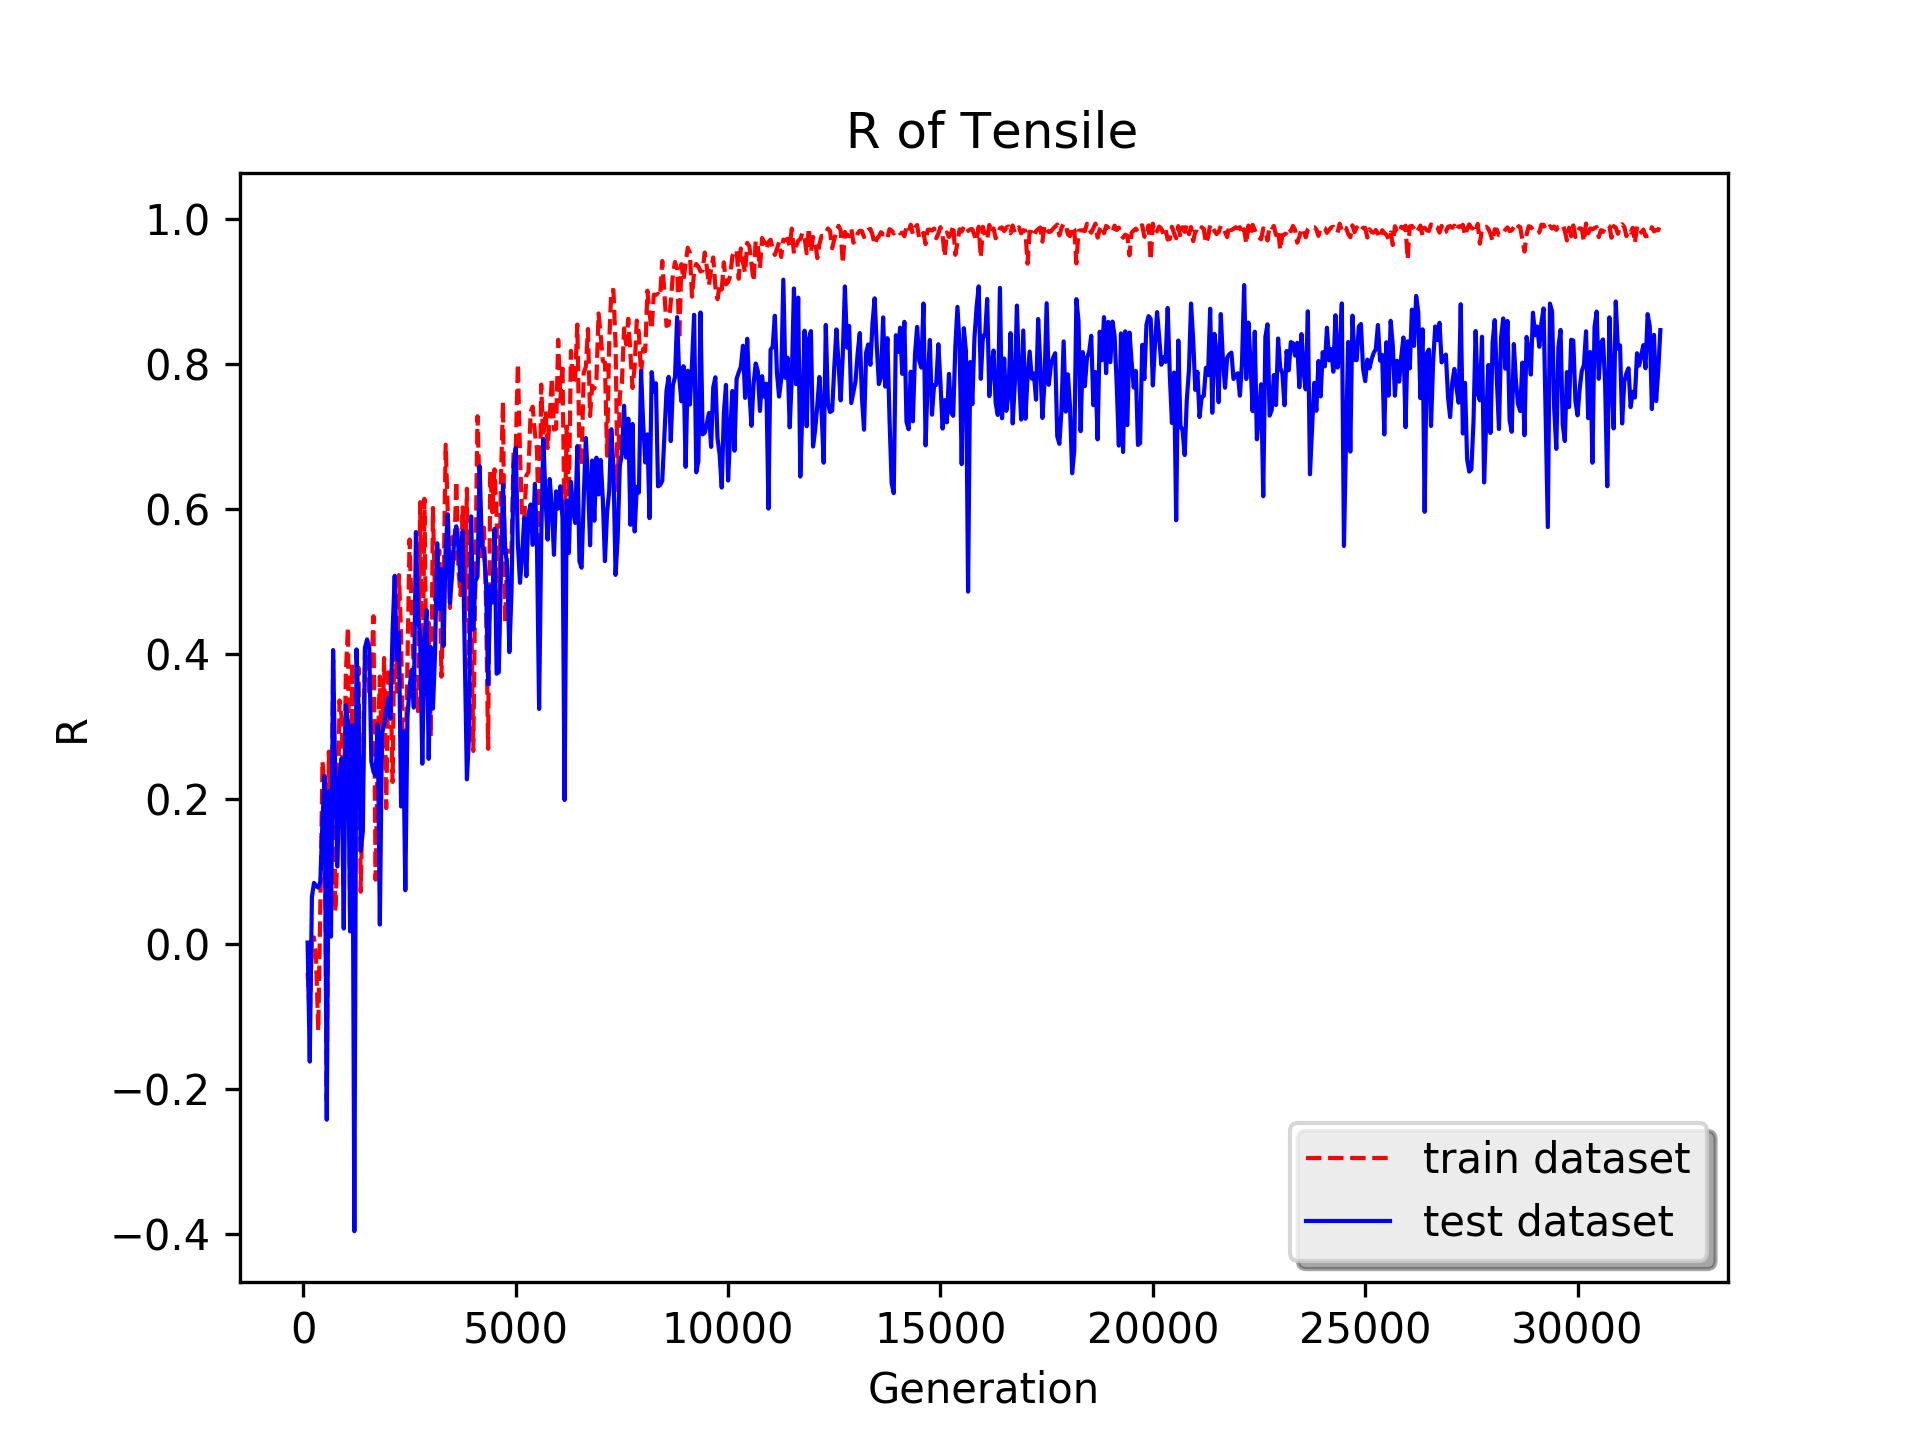 R of Tensile
1.0
0.8
0.6
0.4
0.2
0.0
−0.2
−0.4
R
0 5000 10000 15000 20000 25000 30000
Generation
train dataset
test dataset